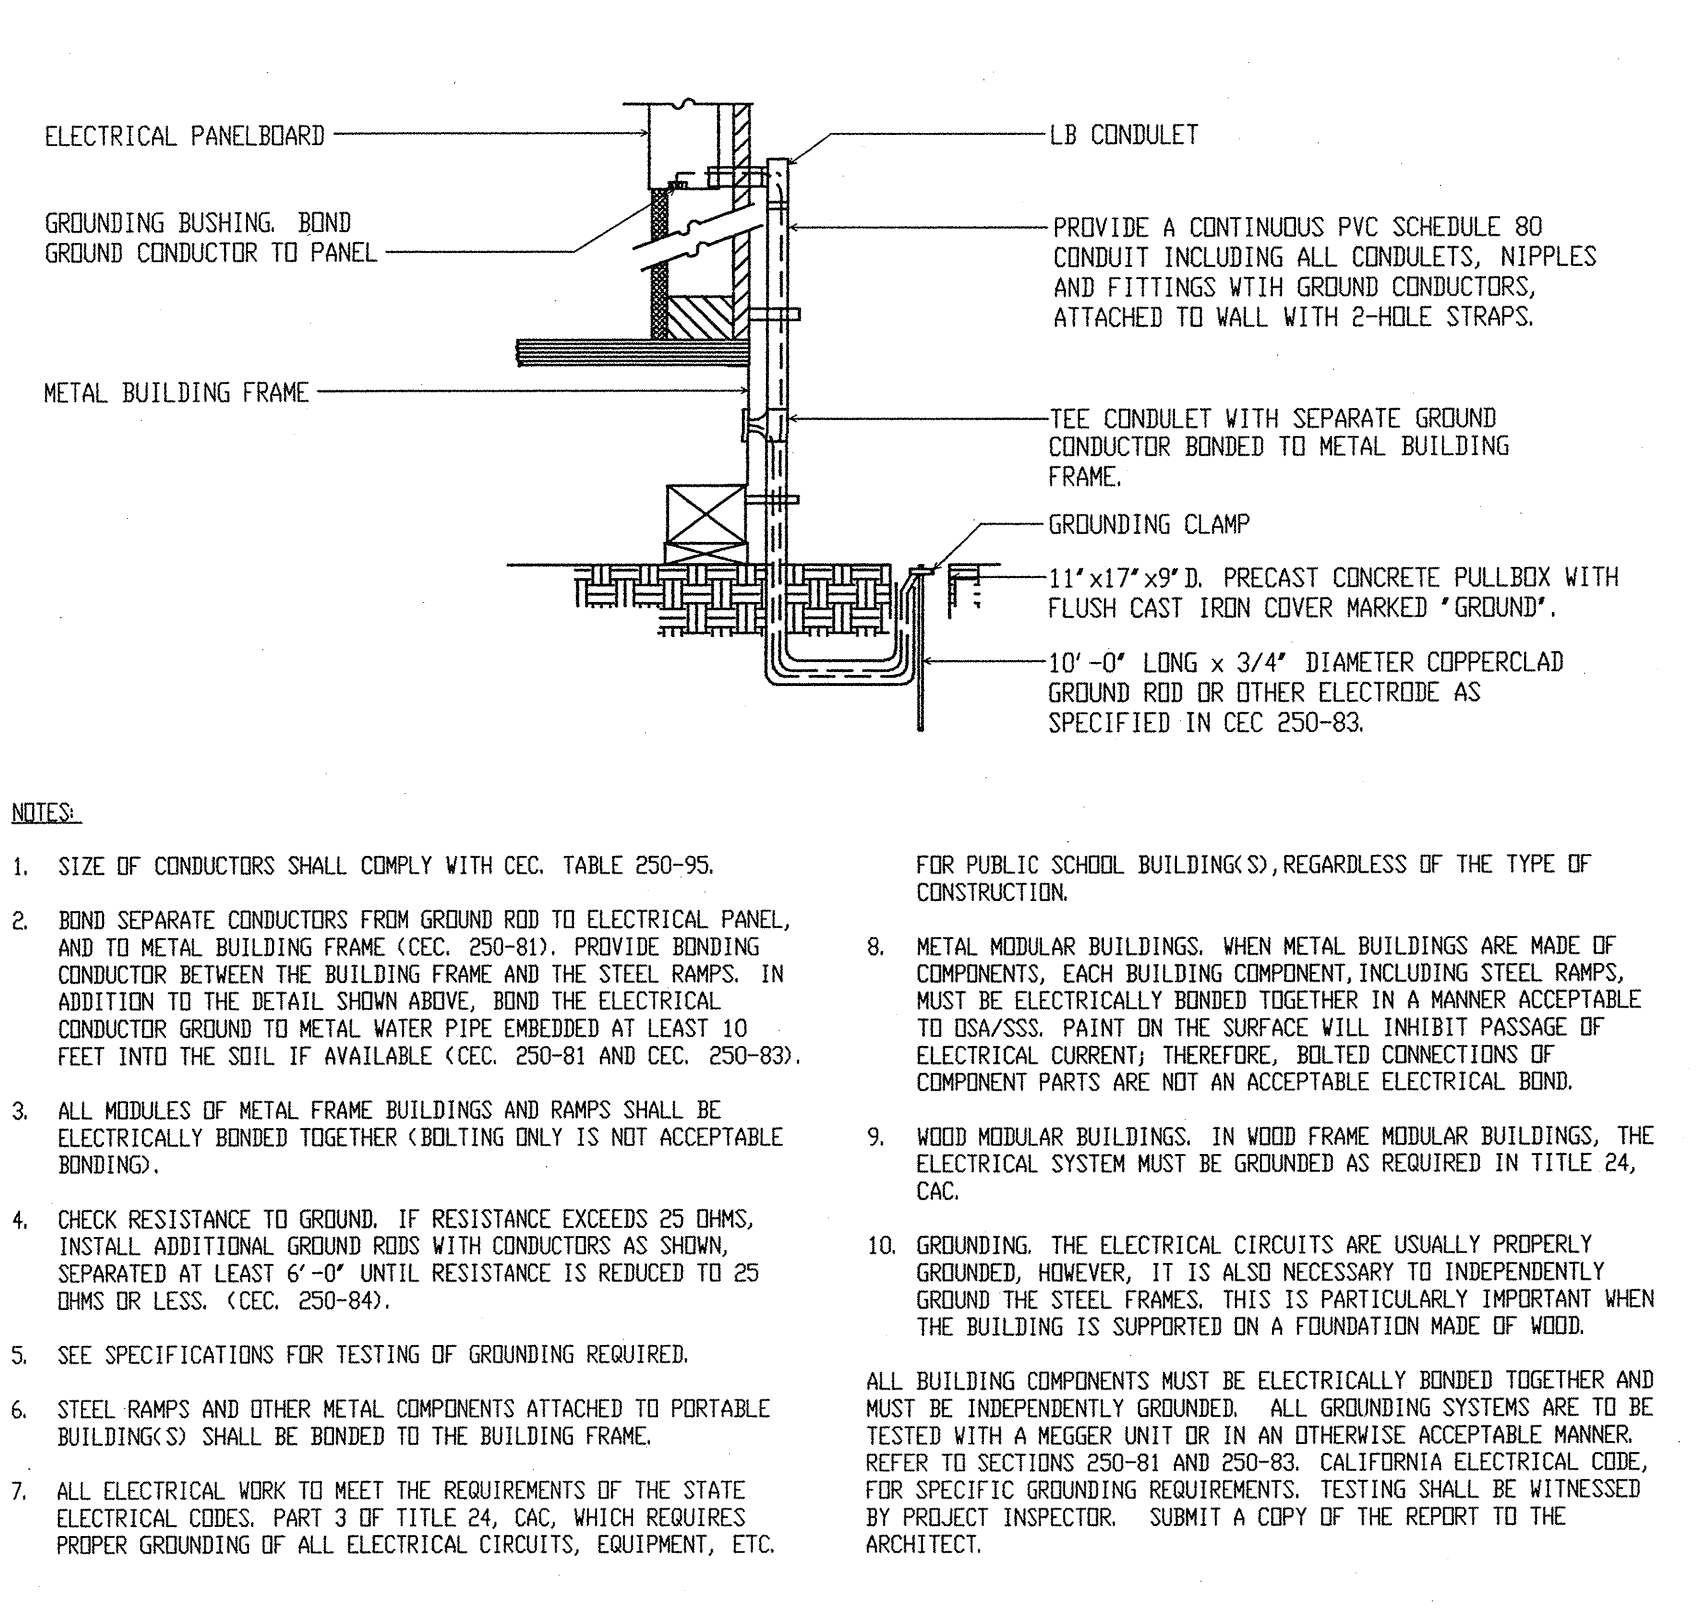 ELECTRICAL PANELBOARD
GROUNDING BUSHING. BOND
GROUND CONDUCTOR TO PANEL
METAL BUILDING FRAME
LB CONDULET
PROVIDE A CONTINUOUS PVC SCHEDULE 80
CONDUIT INCLUDING ALL CONDULETS, NIPPLES
AND FITTINGS WTIH GROUND CONDUCTORS,
ATTACHED TO WALL WITH 2-HOLE STRAPS.
TEE CONDULET WITH SEPARATE GROUND
CONDUCTOR BONDED TO METAL BUILDING
FRAME.
GROUNDING CLAMP
11"x17"x9"D. PRECAST CONCRETE PULLBOX WITH
FLUSH CAST IRON COVER MARKED "GROUND".
10'-0" LONG x 3/4" DIAMETER COPPERCLAD
GROUND ROD OR OTHER ELECTRODE AS
SPECIFIED IN CEC 250-83.
NOTES:
1. SIZE OF CONDUCTORS SHALL COMPLY WITH CEC. TABLE 250-95.
2. BOND SEPARATE CONDUCTORS FROM GROUND ROD TO ELECTRICAL PANEL,
AND TO METAL BUILDING FRAME (CEC. 250-81). PROVIDE BONDING
CONDUCTOR BETWEEN THE BUILDING FRAME AND THE STEEL RAMPS. IN
ADDITION TO THE DETAIL SHOWN ABOVE, BOND THE ELECTRICAL
CONDUCTOR GROUND TO METAL WATER PIPE EMBEDDED AT LEAST 10
FEET INTO THE SOIL IF AVAILABLE (CEC. 250-81 AND CEC. 250-83).
3. ALL MODULES OF METAL FRAME BUILDINGS AND RAMPS SHALL BE
ELECTRICALLY BONDED TOGETHER (BOLTING ONLY IS NOT ACCEPTABLE
BONDING).
4. CHECK RESISTANCE TO GROUND. IF RESISTANCE EXCEEDS 25 OHMS,
INSTALL ADDITIONAL GROUND RODS WITH CONDUCTORS AS SHOWN,
SEPARATED AT LEAST 6'-0" UNTIL RESISTANCE IS REDUCED TO 25
OHMS OR LESS. (CEC. 250-84).
5. SEE SPECIFICATIONS FOR TESTING OF GROUNDING REQUIRED.
6. STEEL RAMPS AND OTHER METAL COMPONENTS ATTACHED TO PORTABLE
BUILDING(S) SHALL BE BONDED TO THE BUILDING FRAME.
7. ALL ELECTRICAL WORK TO MEET THE REQUIREMENTS OF THE STATE
ELECTRICAL CODES. PART 3 OF TITLE 24, CAC, WHICH REQUIRES
PROPER GROUNDING OF ALL ELECTRICAL CIRCUITS, EQUIPMENT, ETC.
FOR PUBLIC SCHOOL BUILDING(S), REGARDLESS OF THE TYPE OF
CONSTRUCTION.
8. METAL MODULAR BUILDINGS. WHEN METAL BUILDINGS ARE MADE OF
COMPONENTS, EACH BUILDING COMPONENT, INCLUDING STEEL RAMPS,
MUST BE ELECTRICALLY BONDED TOGETHER IN A MANNER ACCEPTABLE
TO OSA/SSS. PAINT ON THE SURFACE WILL INHIBIT PASSAGE OF
ELECTRICAL CURRENT; THEREFORE, BOLTED CONNECTIONS OF
COMPONENT PARTS ARE NOT AN ACCEPTABLE ELECTRICAL BOND.
9. WOOD MODULAR BUILDINGS. IN WOOD FRAME MODULAR BUILDINGS, THE
ELECTRICAL SYSTEM MUST BE GROUNDED AS REQUIRED IN TITLE 24,
CAC.
10. GROUNDING. THE ELECTRICAL CIRCUITS ARE USUALLY PROPERLY
GROUNDED, HOWEVER, IT IS ALSO NECESSARY TO INDEPENDENTLY
GROUND THE STEEL FRAMES. THIS IS PARTICULARLY IMPORTANT WHEN
THE BUILDING IS SUPPORTED ON A FOUNDATION MADE OF WOOD.
ALL BUILDING COMPONENTS MUST BE ELECTRICALLY BONDED TOGETHER AND
MUST BE INDEPENDENTLY GROUNDED. ALL GROUNDING SYSTEMS ARE TO BE
TESTED WITH A MEGGER UNIT OR IN AN OTHERWISE ACCEPTABLE MANNER.
REFER TO SECTIONS 250-81 AND 250-83. CALIFORNIA ELECTRICAL CODE,
FOR SPECIFIC GROUNDING REQUIREMENTS. TESTING SHALL BE WITNESSED
BY PROJECT INSPECTOR. SUBMIT A COPY OF THE REPORT TO THE
ARCHITECT.